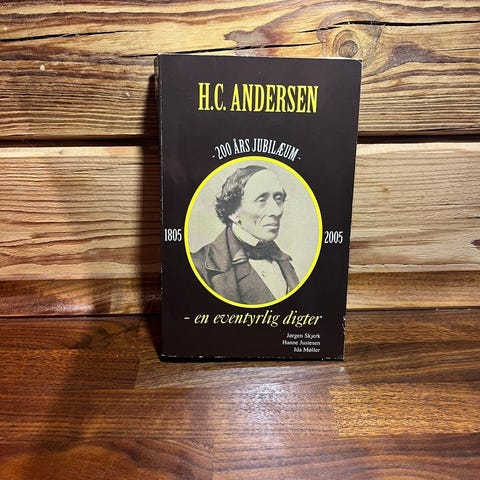 H.C. ANDERSEN
- 200 ÅRS JUBILÆUM -
1805
2005
- en eventyrlig digter
Jørgen Skjerk
Hanne Justesen
Ida Møller